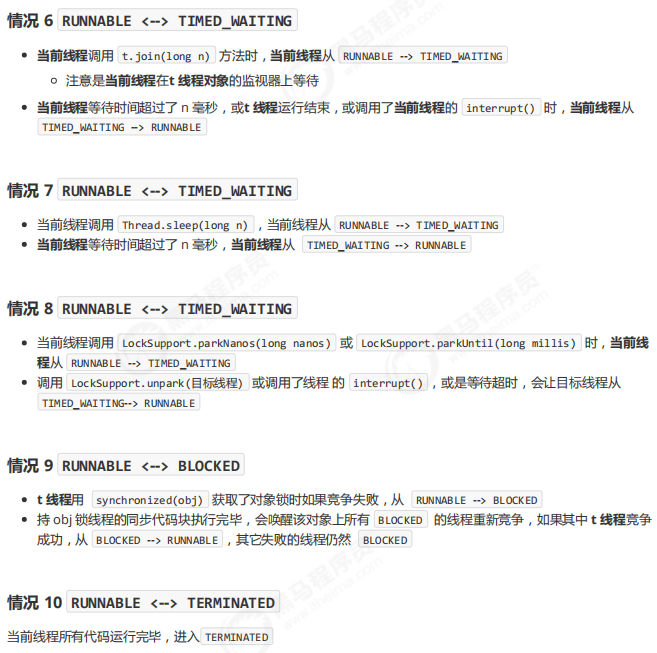 情况 6 RUNNABLE <--> TIMED_WAITING
当前线程调用 t.join(long n) 方法时，当前线程从 RUNNABLE --> TIMED_WAITING
注意是当前线程在t 线程对象的监视器上等待
当前线程等待时间超过了 n 毫秒，或t 线程运行结束，或调用了当前线程的 interrupt() 时，当前线程从
TIMED_WAITING --> RUNNABLE
情况 7 RUNNABLE <--> TIMED_WAITING
当前线程调用 Thread.sleep(long n) ，当前线程从 RUNNABLE --> TIMED_WAITING
当前线程等待时间超过了 n 毫秒，当前线程从 TIMED_WAITING --> RUNNABLE
情况 8 RUNNABLE <--> TIMED_WAITING
当前线程调用 LockSupport.parkNanos(long nanos) 或 LockSupport.parkUntil(long millis) 时，当前线
程从 RUNNABLE --> TIMED_WAITING
调用 LockSupport.unpark(目标线程) 或调用了线程 的 interrupt() ，或是等待超时，会让目标线程从
TIMED_WAITING--> RUNNABLE
情况 9 RUNNABLE <--> BLOCKED
t 线程用 synchronized(obj) 获取了对象锁时如果竞争失败，从 RUNNABLE --> BLOCKED
持 obj 锁线程的同步代码块执行完毕，会唤醒该对象上所有 BLOCKED 的线程重新竞争，如果其中 t 线程竞争
成功，从 BLOCKED --> RUNNABLE ，其它失败的线程仍然 BLOCKED
情况 10 RUNNABLE <--> TERMINATED
当前线程所有代码运行完毕，进入 TERMINATED